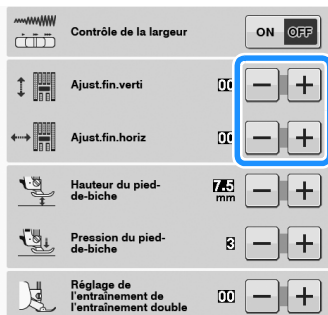 Contrôle de la largeur
ON OFF
Ajust.fin.verti 00 − +
Ajust.fin.horiz 00 − +
Hauteur du pied-
de-biche
7.5
mm
− +
Pression du pied-
de-biche
3 − +
Réglage de
l'entraînement de
l'entraînement double
00 − +